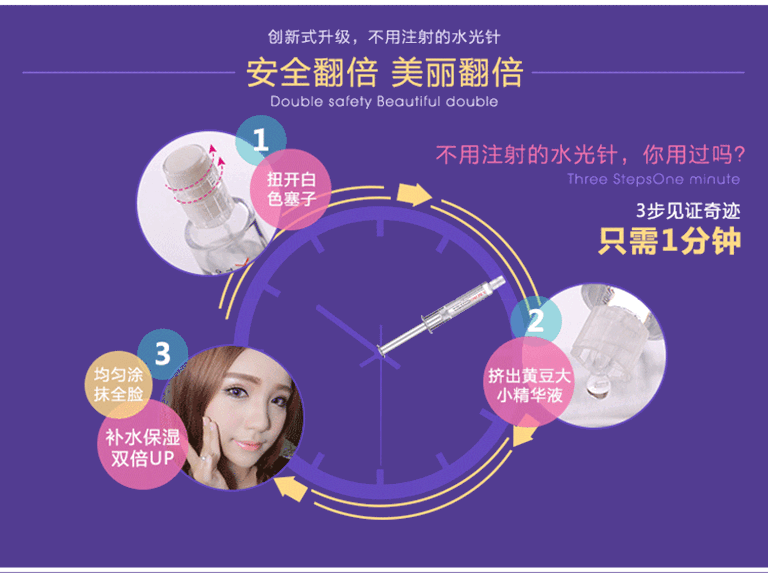 创新式升级，不用注射的水光针
安全翻倍 美丽翻倍
Double safety Beautiful double
不用注射的水光针，你用过吗?
Three StepsOne minute
3步见证奇迹
只需1分钟
1
扭开白
色塞子
2
挤出黄豆大
小精华液
3
均匀涂
抹全脸
补水保湿
双倍UP